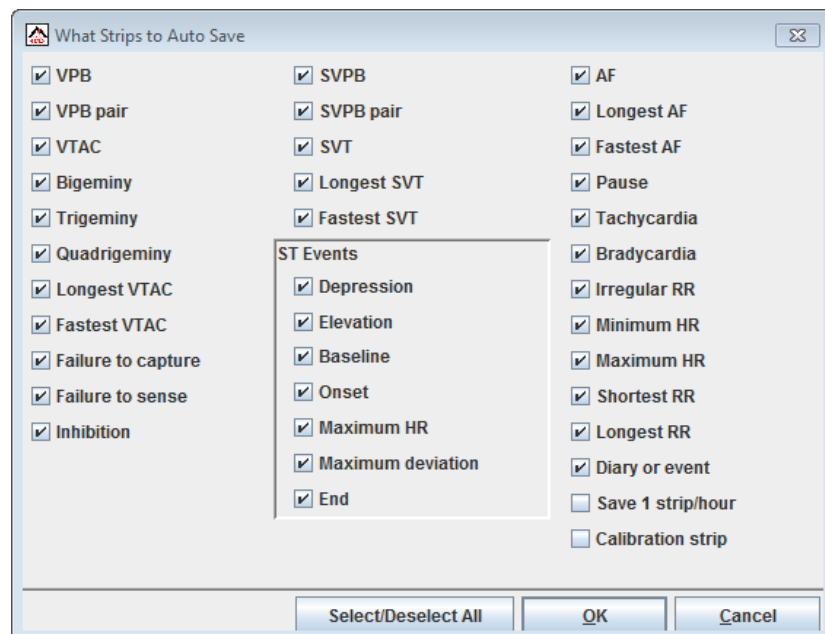 What Strips to Auto Save
VPB
VPB pair
VTAC
Bigeminy
Trigeminy
Quadrigeminy
Longest VTAC
Fastest VTAC
Failure to capture
Failure to sense
Inhibition
SVPB
SVPB pair
SVT
Longest SVT
Fastest SVT
ST Events
Depression
Elevation
Baseline
Onset
Maximum HR
Maximum deviation
End
AF
Longest AF
Fastest AF
Pause
Tachycardia
Bradycardia
Irregular RR
Minimum HR
Maximum HR
Shortest RR
Longest RR
Diary or event
Save 1 strip/hour
Calibration strip
Select/Deselect All
OK
Cancel